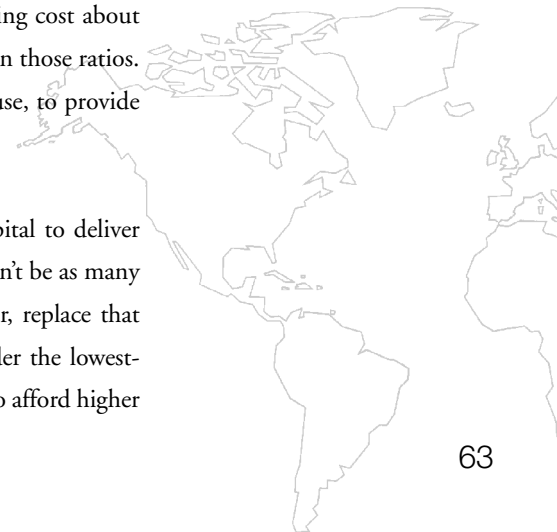 ing cost about
n those ratios.
use, to provide
pital to deliver
n't be as many
r, replace that
ler the lowest-
o afford higher
63